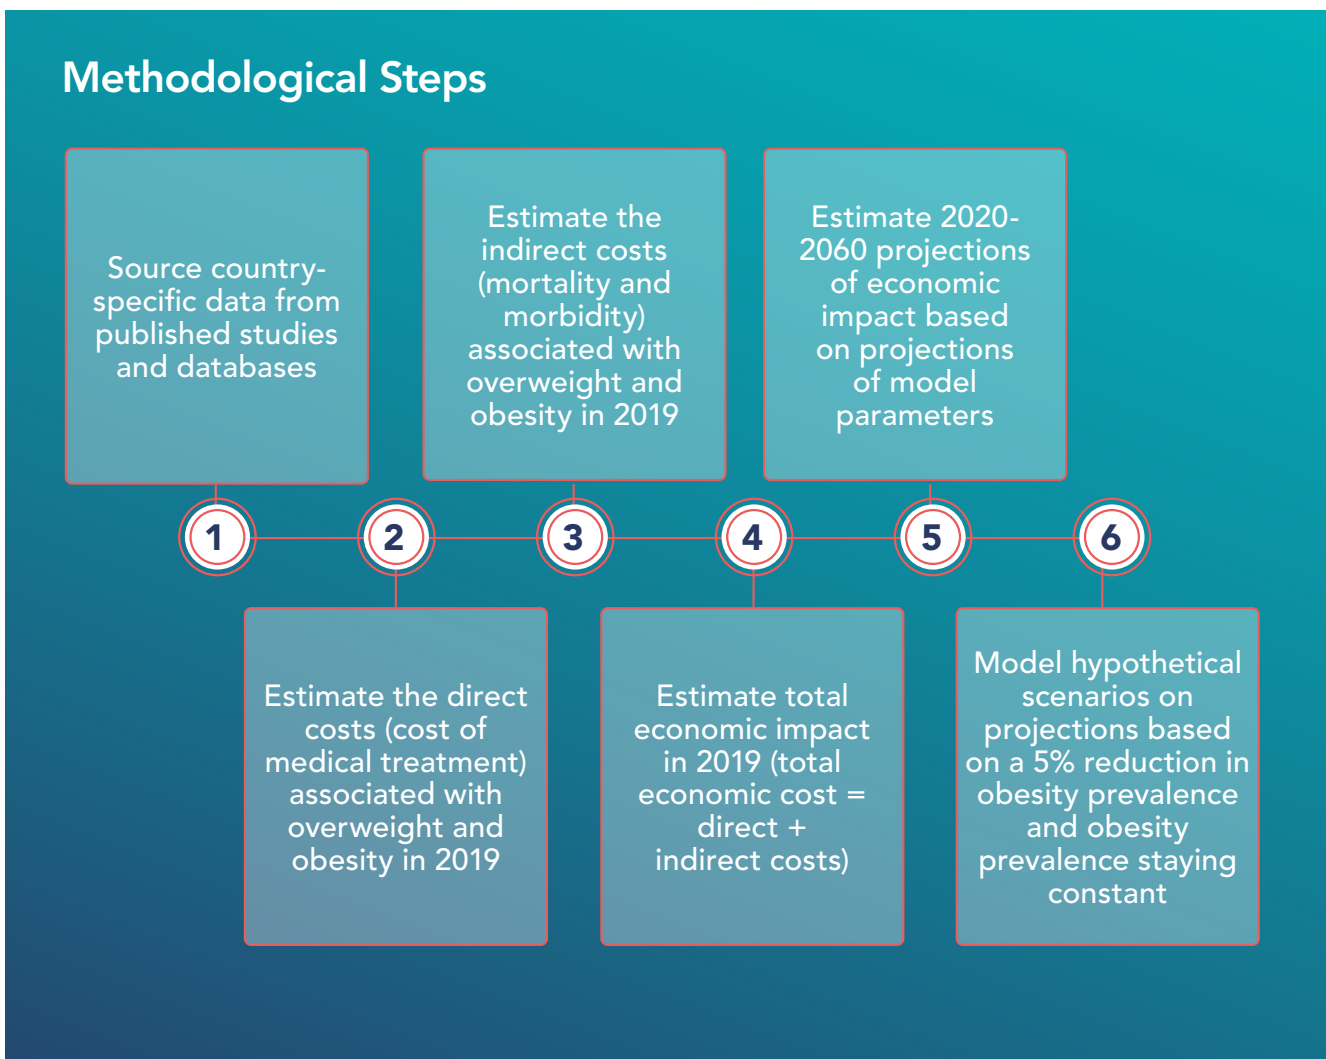 Methodological Steps
Source country-
specific data from
published studies
and databases
Estimate the
indirect costs
(mortality and
morbidity)
associated with
overweight and
obesity in 2019
Estimate 2020-
2060 projections
of economic
impact based
on projections
of model
parameters
1
2
3
4
5
6
Estimate the direct
costs (cost of
medical treatment)
associated with
overweight and
obesity in 2019
Estimate total
economic impact
in 2019 (total
economic cost =
direct +
indirect costs)
Model hypothetical
scenarios on
projections based
on a 5% reduction in
obesity prevalence
and obesity
prevalence staying
constant